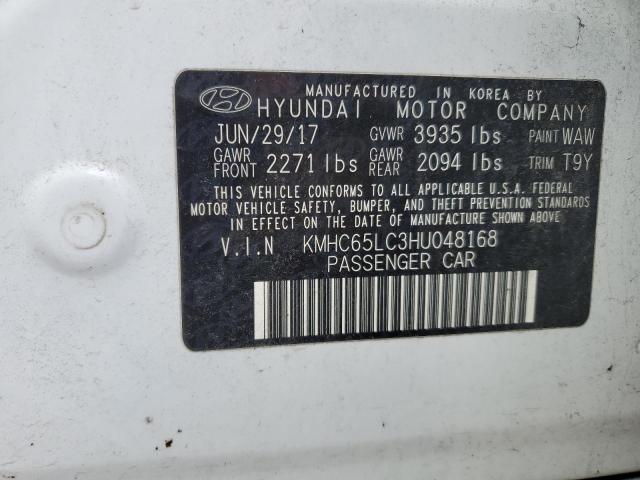 MANUFACTURED IN KOREA BY
HYUNDAI MOTOR COMPANY
JUN/29/17 GVWR 3935 lbs PAINT WAW
GAWR FRONT 2271 lbs GAWR REAR 2094 lbs TRIM T9Y
THIS VEHICLE CONFORMS TO ALL APPLICABLE U.S.A. FEDERAL
MOTOR VEHICLE SAFETY, BUMPER, AND THEFT PREVENTION STANDARDS
IN EFFECT ON THE DATE OF MANUFACTURE SHOWN ABOVE.
V.I.N KMHC65LC3HU048168
PASSENGER CAR